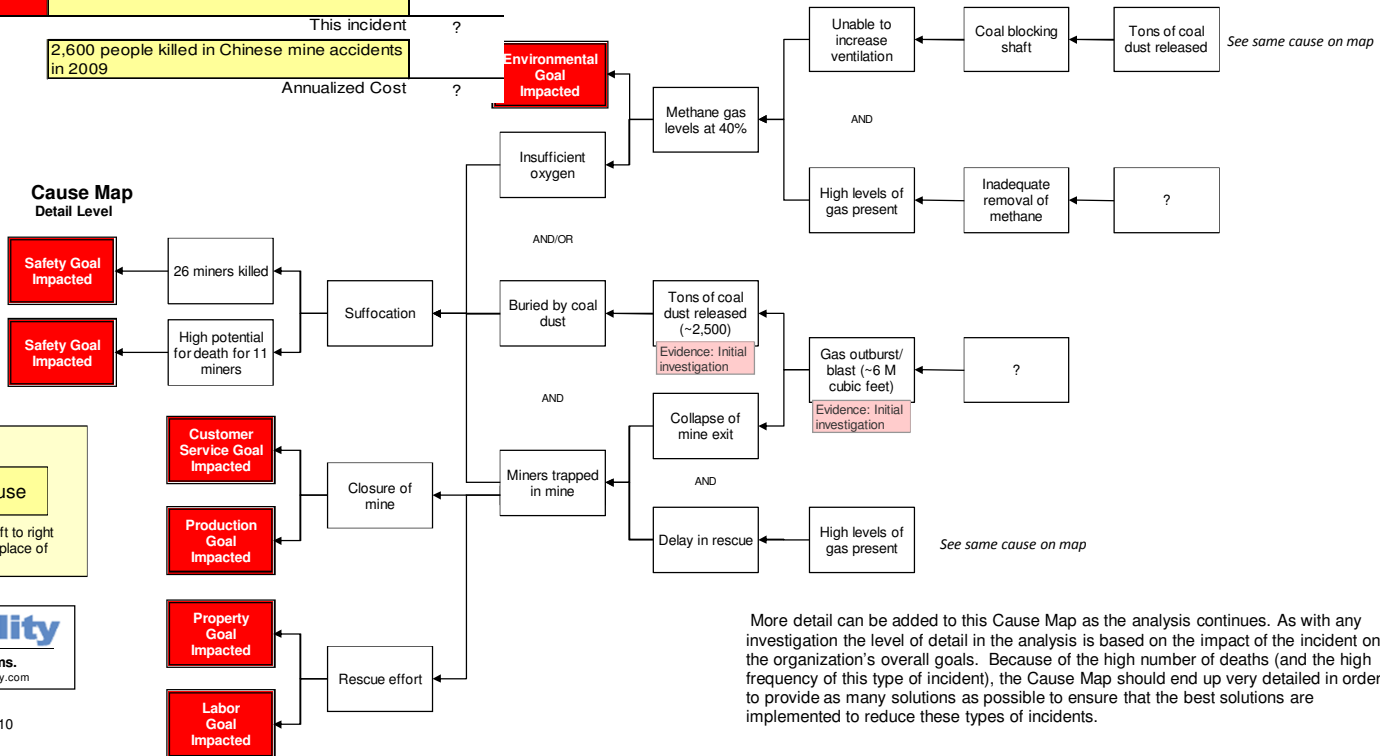 This incident ?
2,600 people killed in Chinese mine accidents
in 2009
Annualized Cost ?
Cause Map
Detail Level
Safety Goal
Impacted
Safety Goal
Impacted
26 miners killed
High potential
for death for 11
miners
Suffocation
Customer
Service Goal
Impacted
Production
Goal
Impacted
Closure of
mine
Property
Goal
Impacted
Labor
Goal
Impacted
Rescue effort
Environmental
Goal
Impacted
Insufficient
oxygen
AND/OR
Buried by coal
dust
AND
Miners trapped
in mine
Methane gas
levels at 40%
Tons of coal
dust released
(~2,500)
Evidence: Initial
investigation
Collapse of
mine exit
AND
Delay in rescue
Unable to
increase
ventilation
Coal blocking
shaft
Tons of coal
dust released
See same cause on map
AND
High levels of
gas present
Inadequate
removal of
methane
?
Gas outburst/
blast (~6 M
cubic feet)
Evidence: Initial
investigation
?
High levels of
gas present
See same cause on map
use
ft to right
place of
lity
ms.
y.com
10
More detail can be added to this Cause Map as the analysis continues. As with any
investigation the level of detail in the analysis is based on the impact of the incident on
the organization's overall goals. Because of the high number of deaths (and the high
frequency of this type of incident), the Cause Map should end up very detailed in order
to provide as many solutions as possible to ensure that the best solutions are
implemented to reduce these types of incidents.